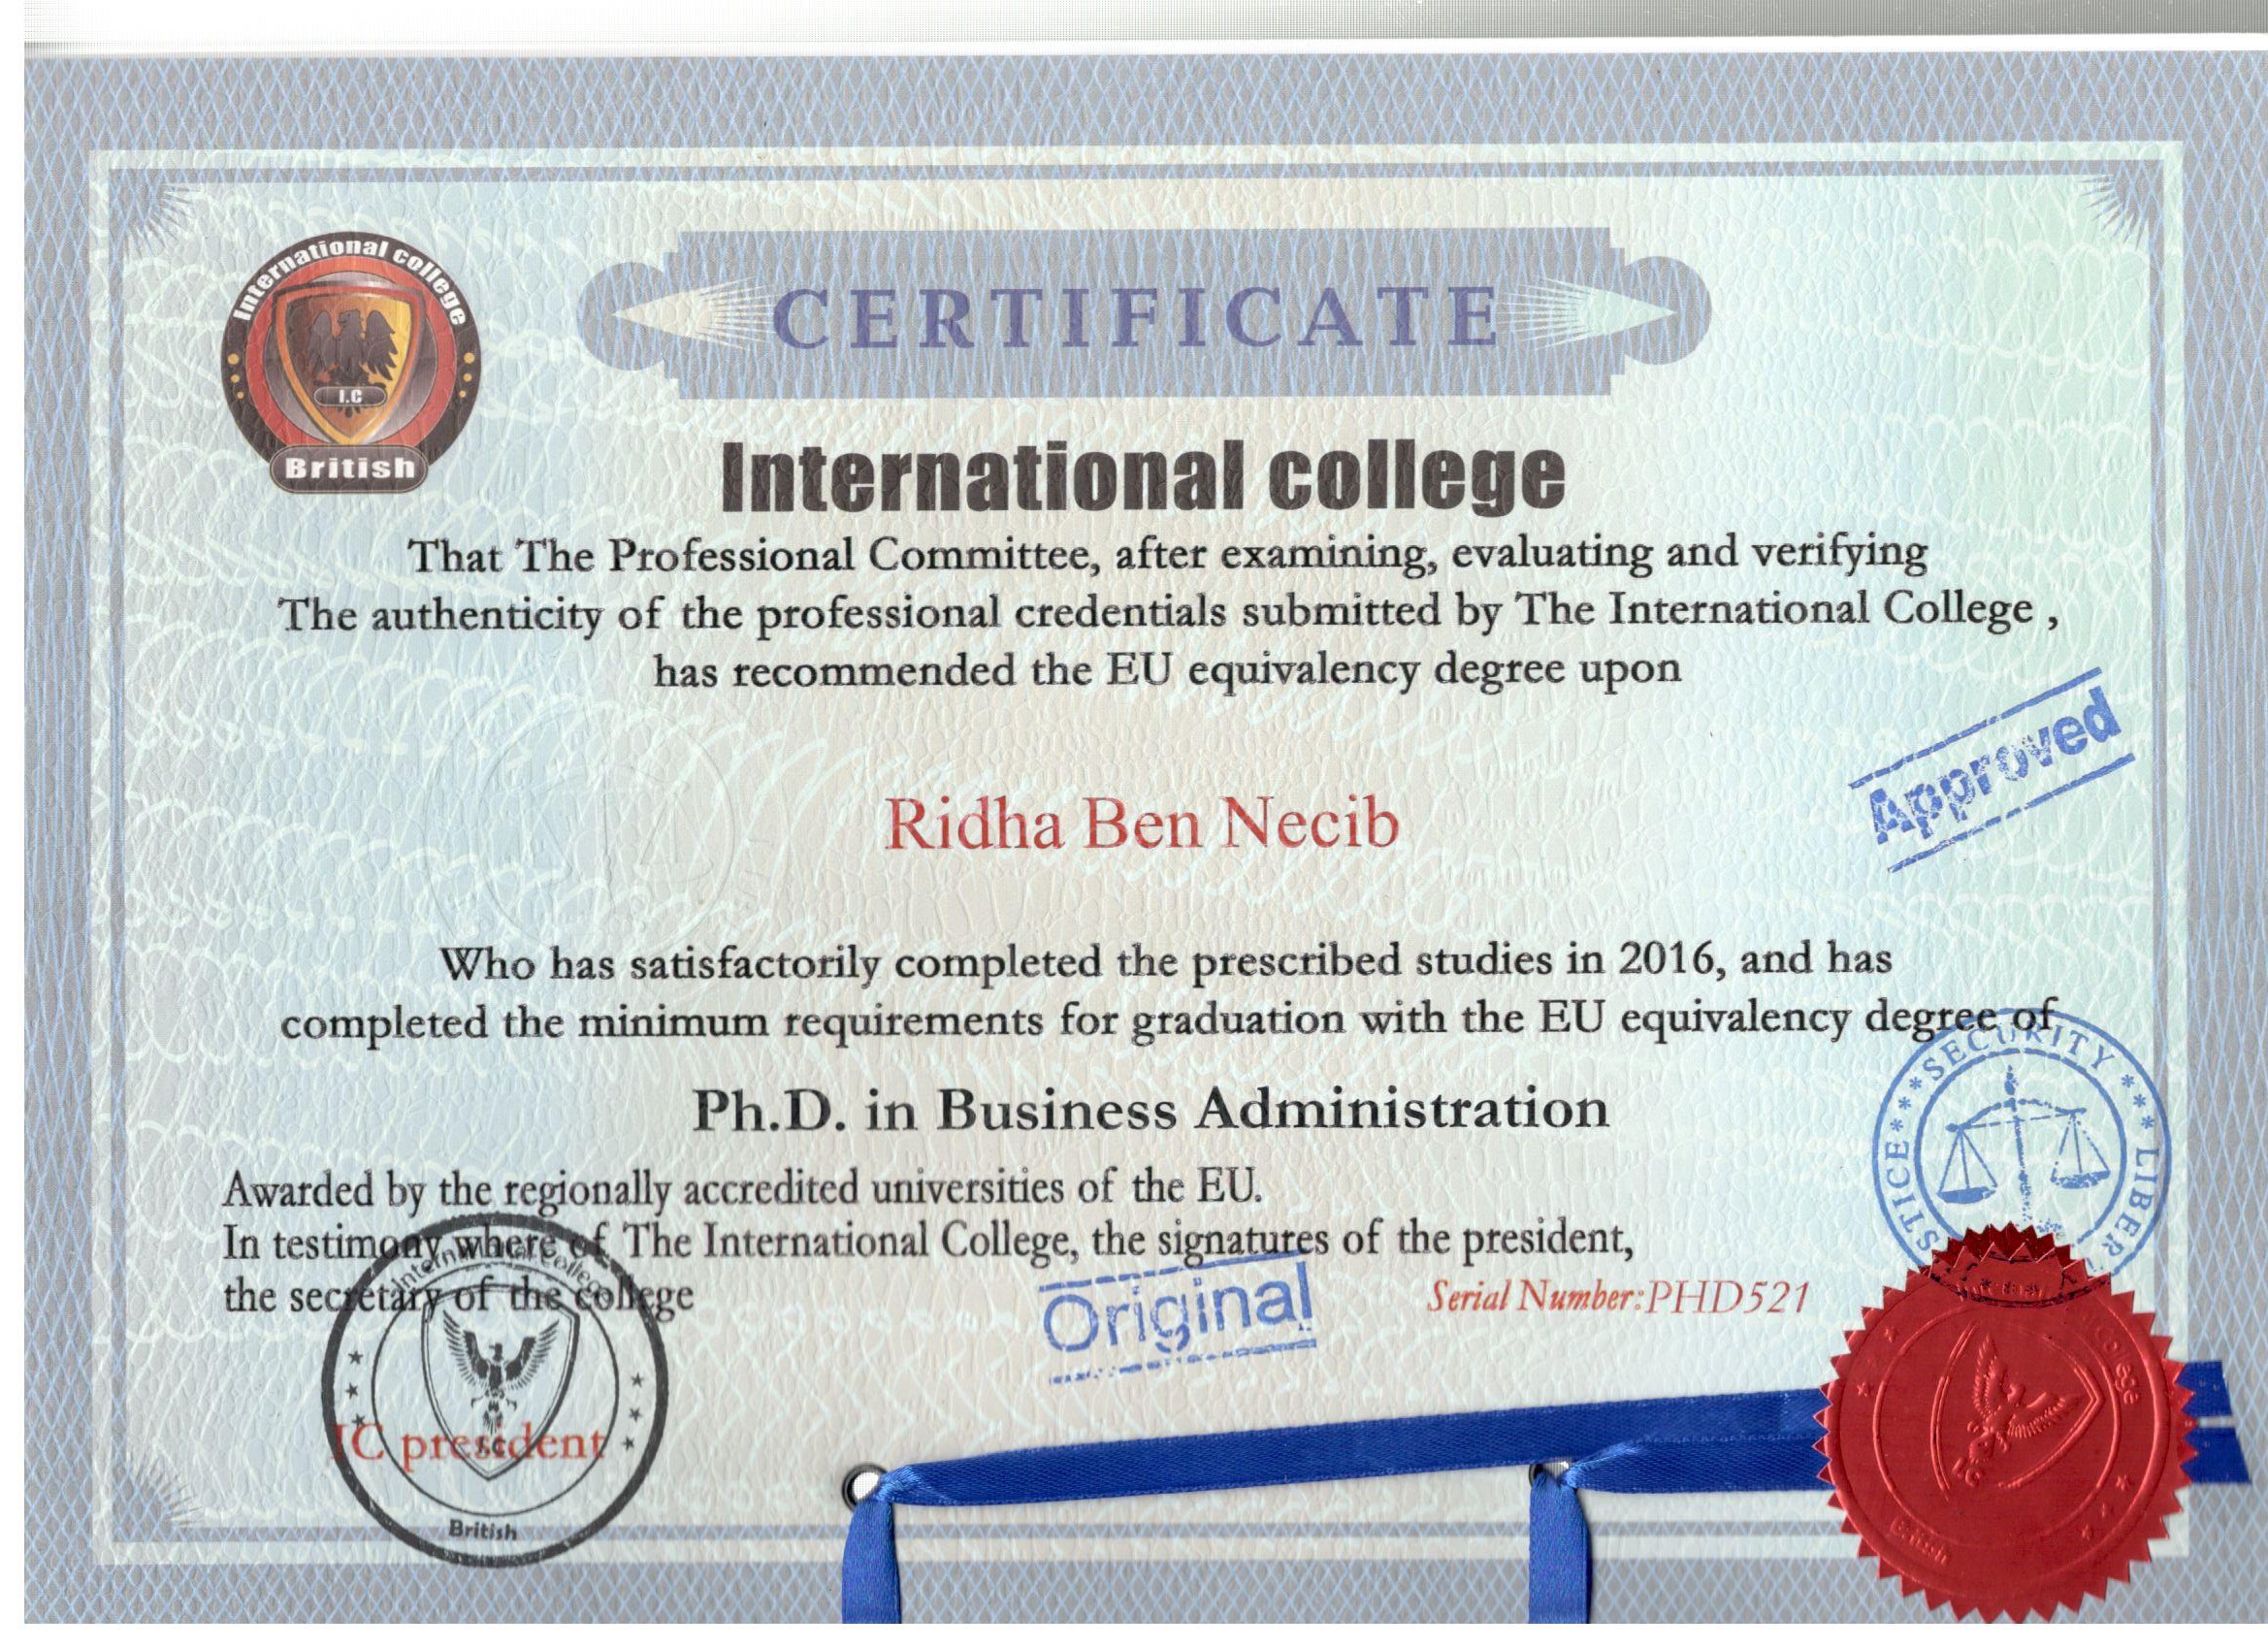 International college
I.C
British
CERTIFICATE
International college
That The Professional Committee, after examining, evaluating and verifying
The authenticity of the professional credentials submitted by The International College ,
has recommended the EU equivalency degree upon
Approved
Ridha Ben Necib
Who has satisfactorily completed the prescribed studies in 2016, and has
completed the minimum requirements for graduation with the EU equivalency degree of
SECURITY *** LIBER
STICE
Ph.D. in Business Administration
Awarded by the regionally accredited universities of the EU.
In testimony where of The International College, the signatures of the president,
the secretary of the college
Original
Serial Number:PHD521
International College
I.C
IC president
British
College
IC
British